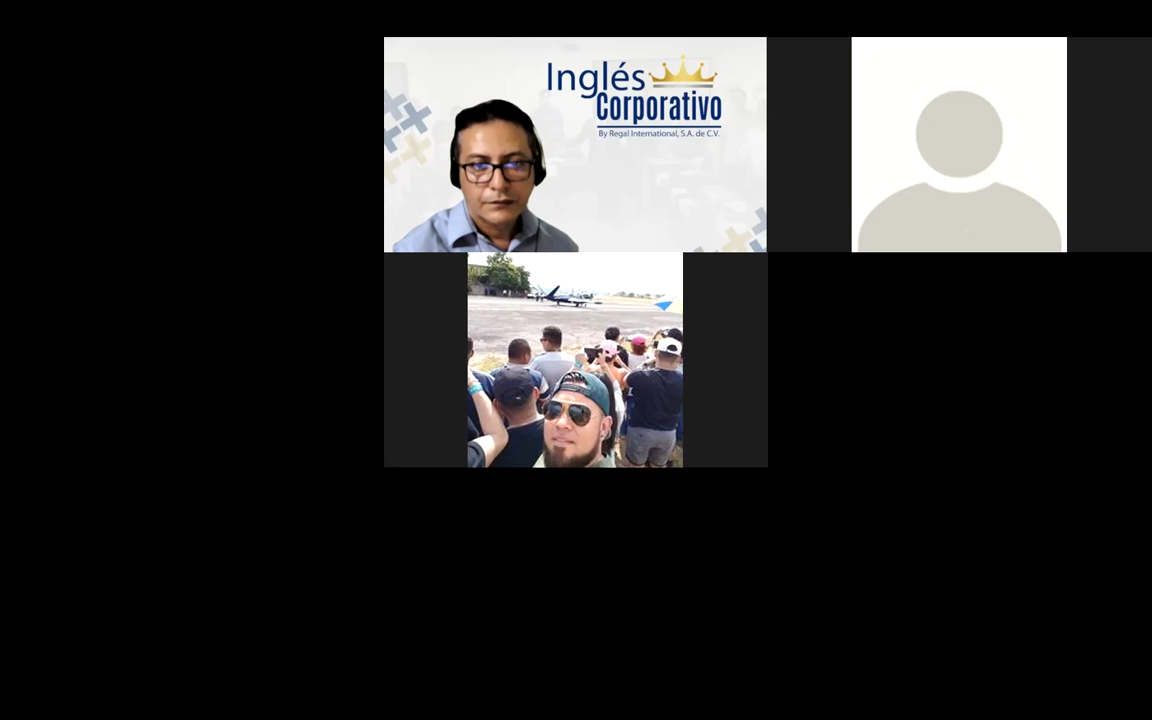 Inglés
Corporativo
By Regal International, S.A. de C.V.